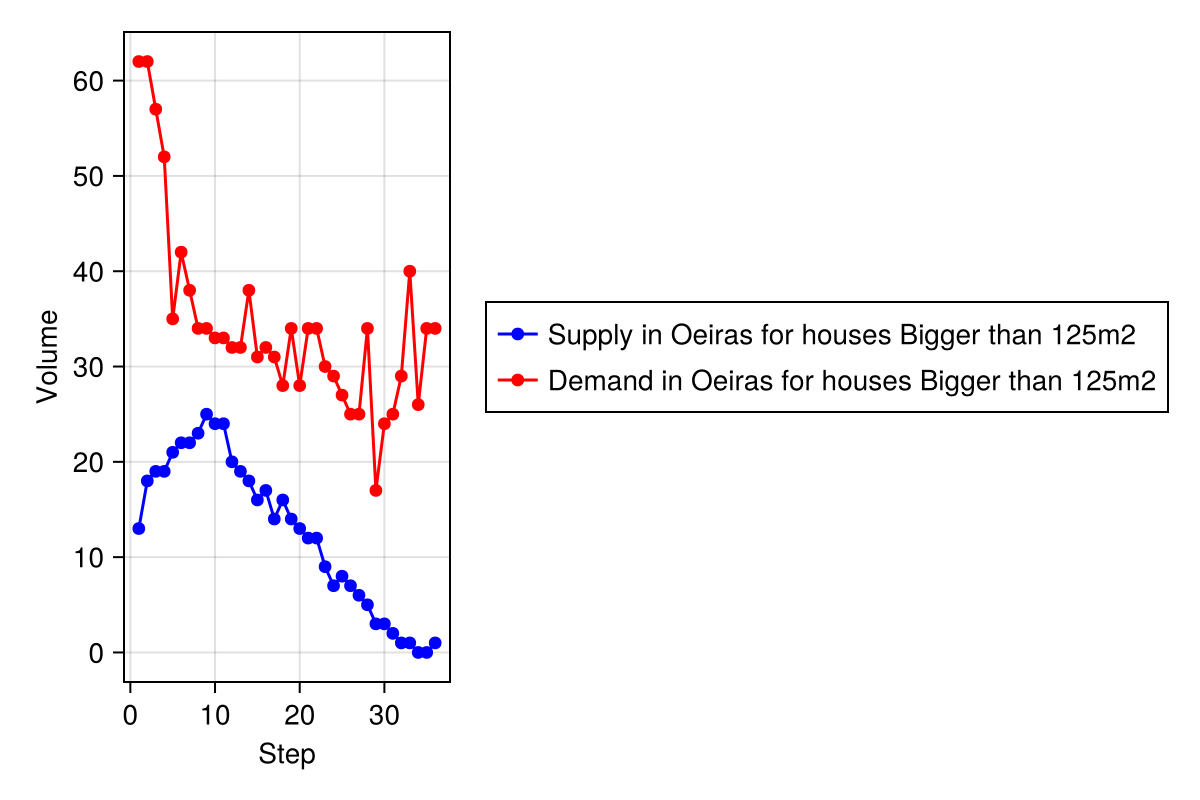 60
50
40
30
20
10
0
Volume
0 10 20 30
Step
Supply in Oeiras for houses Bigger than 125m2
Demand in Oeiras for houses Bigger than 125m2